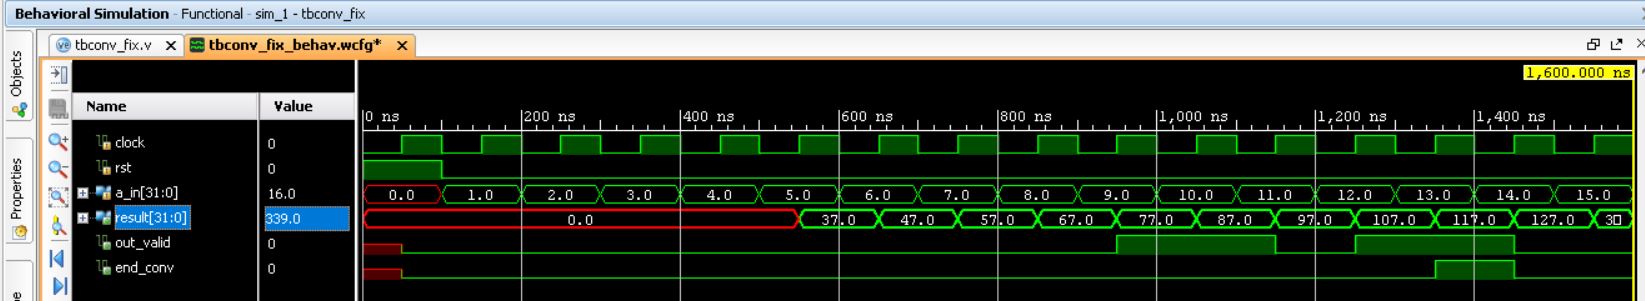 Behavioral Simulation - Functional - sim_1 - tbconv_fix
tbconv_fix.v X tbconv_fix_behav.wcfg* X
Objects
Properties
1,600.000 ns
Name Value
0 ns 200 ns 400 ns 600 ns 800 ns 1,000 ns 1,200 ns 1,400 ns
clock 0
rst 0
a_in[31:0] 16.0 0.0 1.0 2.0 3.0 4.0 5.0 6.0 7.0 8.0 9.0 10.0 11.0 12.0 13.0 14.0 15.0
result[31:0] 339.0 0.0 37.0 47.0 57.0 67.0 77.0 87.0 97.0 107.0 117.0 127.0 3
out_valid 0
end_conv 0